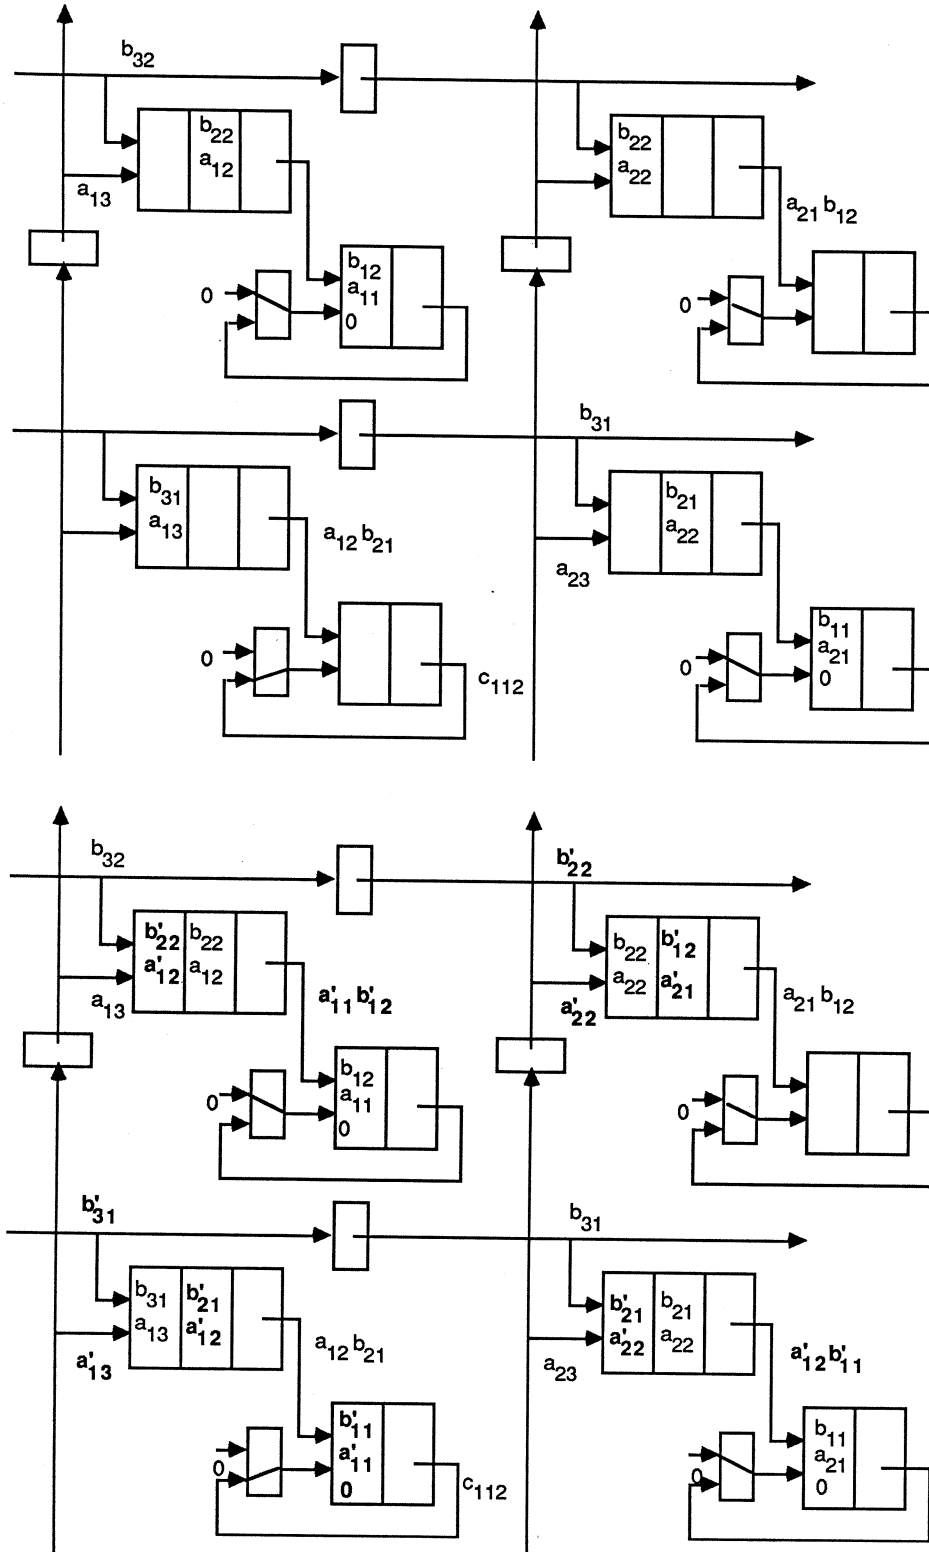 b32
b22
a12
a13
b12
a11
0
0
b22
a22
a21 b12
0
b31
a13
a12 b21
0
c112
b31
b21
a22
a23
b11
a21
0
0
b32
b'22
a'12
b22
a12
a13
a'11 b'12
b12
a11
0
0
b'22
b22
a22
b'12
a'21
a'22
a21 b12
0
b'31
b31
a13
b'21
a'12
a'13
a12 b21
b'11
a'11
0
0
c112
b31
b'21
a'22
b21
a22
a23
a'12 b'11
b11
a21
0
0